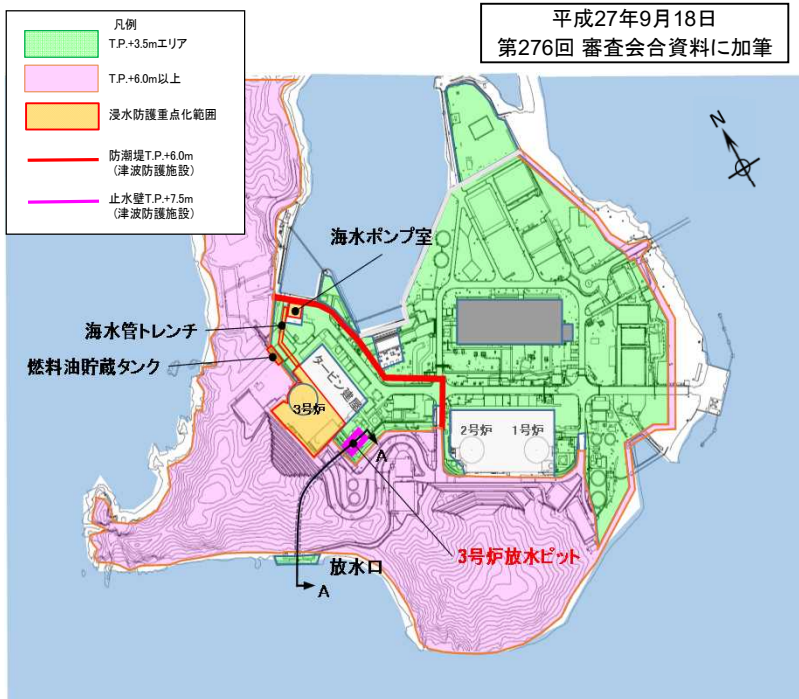 平成27年9月18日
第276回 審査会合資料に加筆
凡例
T.P.+3.5mエリア
T.P.+6.0m以上
浸水防護重点化範囲
防潮堤T.P.+6.0m
(津波防護施設)
止水壁T.P.+7.5m
(津波防護施設)
N
海水ポンプ室
海水管トレンチ
燃料油貯蔵タンク
タービン建屋
3号炉
2号炉
1号炉
A
3号炉放水ピット
放水口
A